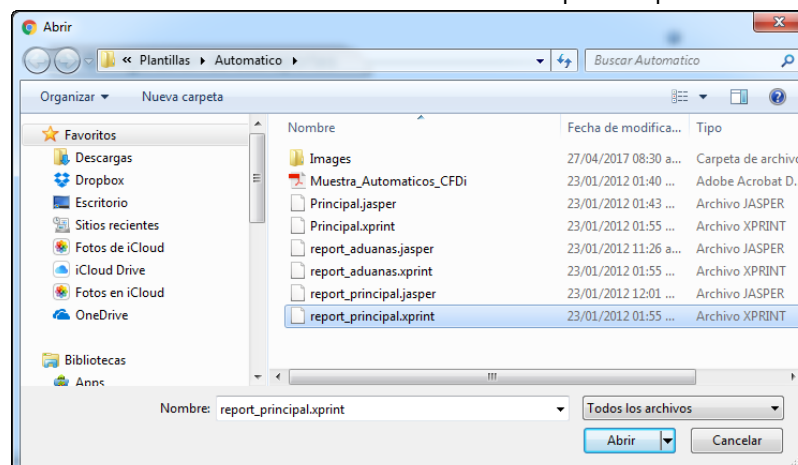 Abrir
« Plantillas ▸ Automatico ▸ Buscar Automatico
Organizar Nueva carpeta
Nombre Fecha de modifica... Tipo
Favoritos
Descargas
Dropbox
Escritorio
Sitios recientes
Fotos de iCloud
iCloud Drive
Fotos en iCloud
OneDrive
Bibliotecas
Apps
Images 27/04/2017 08:30 a... Carpeta de archivo
Muestra_Automaticos_CFDi 23/01/2012 01:40 ... Adobe Acrobat D.
Principal.jasper 23/01/2012 01:43 ... Archivo JASPER
Principal.xprint 23/01/2012 01:55 ... Archivo XPRINT
report_aduanas.jasper 23/01/2012 11:26 a... Archivo JASPER
report_aduanas.xprint 23/01/2012 01:55 ... Archivo XPRINT
report_principal.jasper 23/01/2012 12:01 ... Archivo JASPER
report_principal.xprint 23/01/2012 01:55 ... Archivo XPRINT
Nombre: report_principal.xprint Todos los archivos
Abrir Cancelar